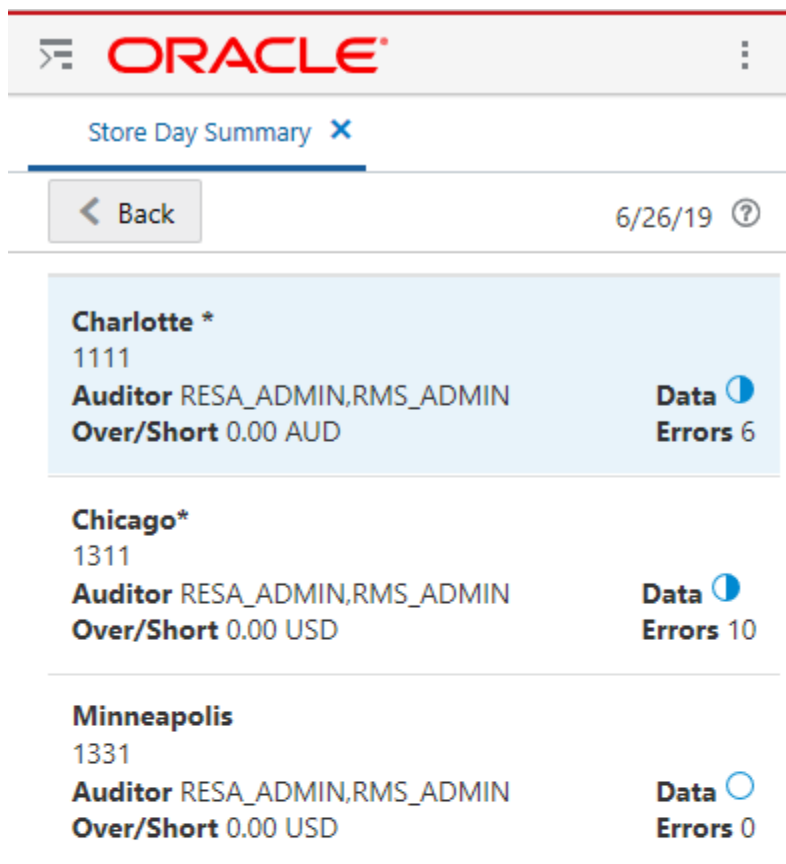 ORACLE
Store Day Summary
Back 6/26/19
Charlotte *
1111
Auditor RESA_ADMIN,RMS_ADMIN Data
Over/Short 0.00 AUD Errors 6
Chicago*
1311
Auditor RESA_ADMIN,RMS_ADMIN Data
Over/Short 0.00 USD Errors 10
Minneapolis
1331
Auditor RESA_ADMIN,RMS_ADMIN Data
Over/Short 0.00 USD Errors 0